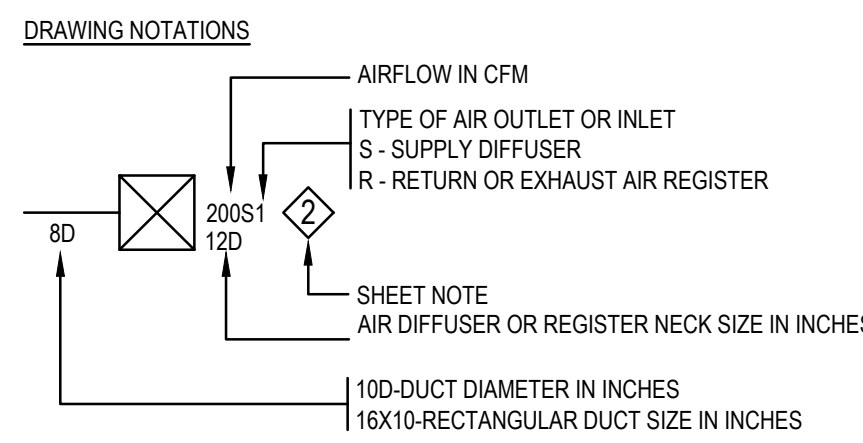 DRAWING NOTATIONS
AIRFLOW IN CFM
TYPE OF AIR OUTLET OR INLET
S - SUPPLY DIFFUSER
R - RETURN OR EXHAUST AIR REGISTER
200S1
2
8D
12D
SHEET NOTE
AIR DIFFUSER OR REGISTER NECK SIZE IN INCHES
10D-DUCT DIAMETER IN INCHES
16X10-RECTANGULAR DUCT SIZE IN INCHES